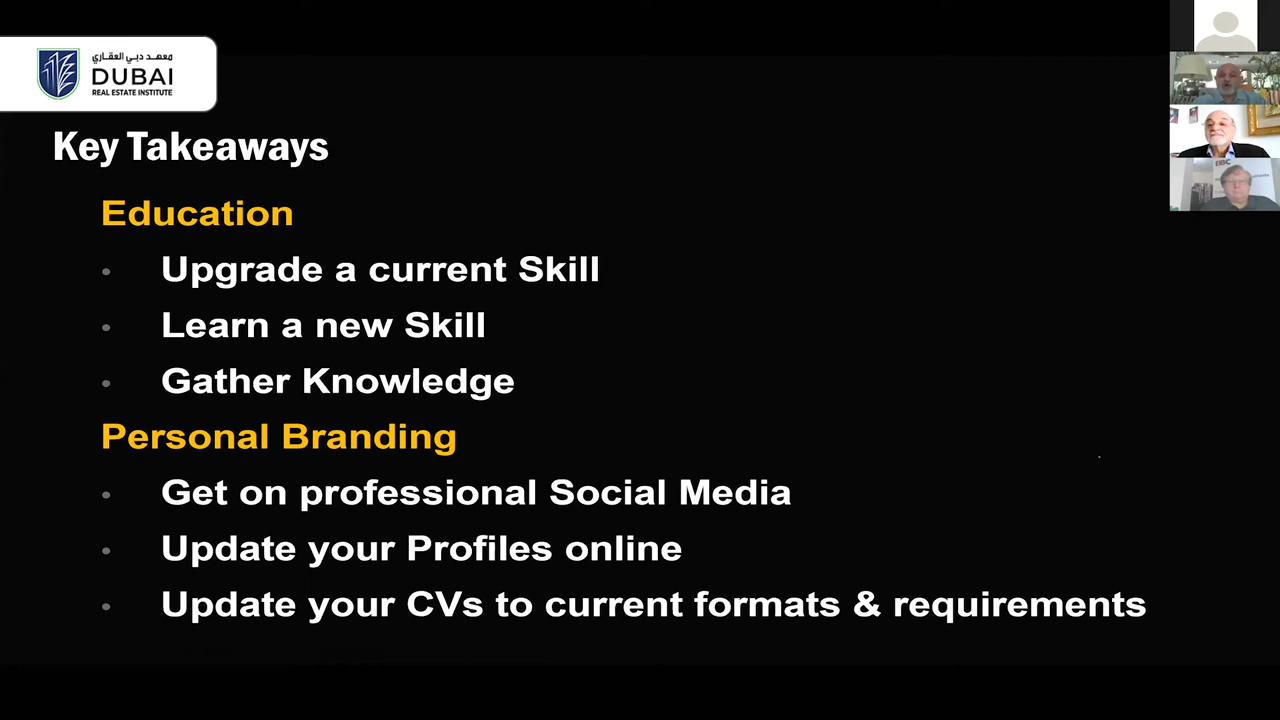 معهد دبي العقاري
DUBAI
REAL ESTATE INSTITUTE
Key Takeaways
Education
• Upgrade a current Skill
• Learn a new Skill
• Gather Knowledge
Personal Branding
• Get on professional Social Media
• Update your Profiles online
• Update your CVs to current formats & requirements